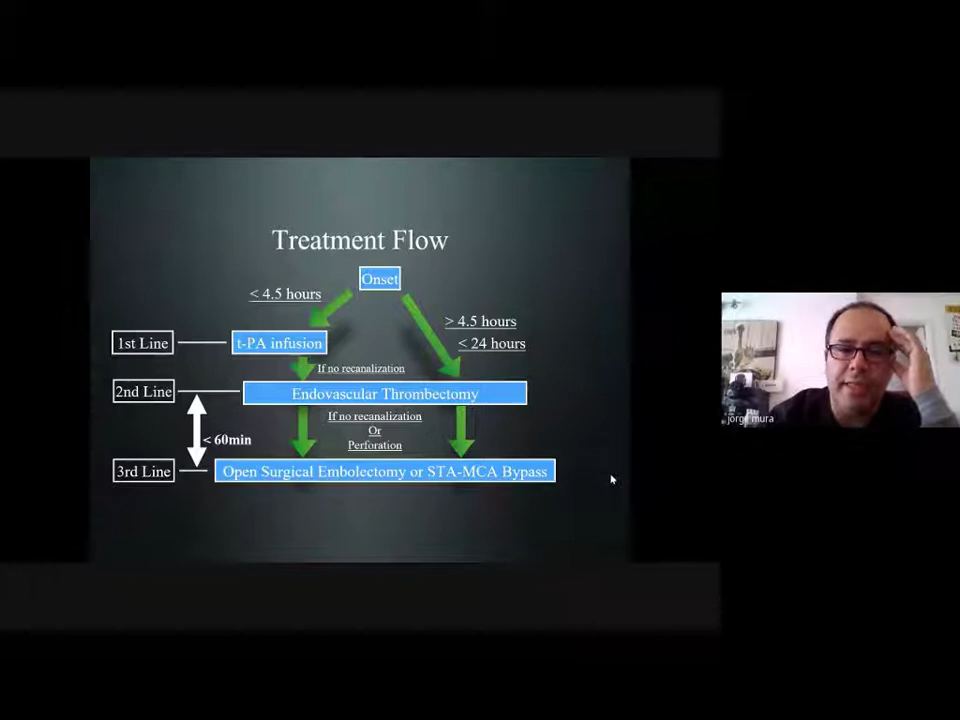 Treatment Flow
Onset
< 4.5 hours
> 4.5 hours
< 24 hours
1st Line
t-PA infusion
If no recanalization
2nd Line
Endovascular Thrombectomy
If no recanalization
Or
Perforation
< 60min
3rd Line
Open Surgical Embolectomy or STA-MCA Bypass
jorge mura